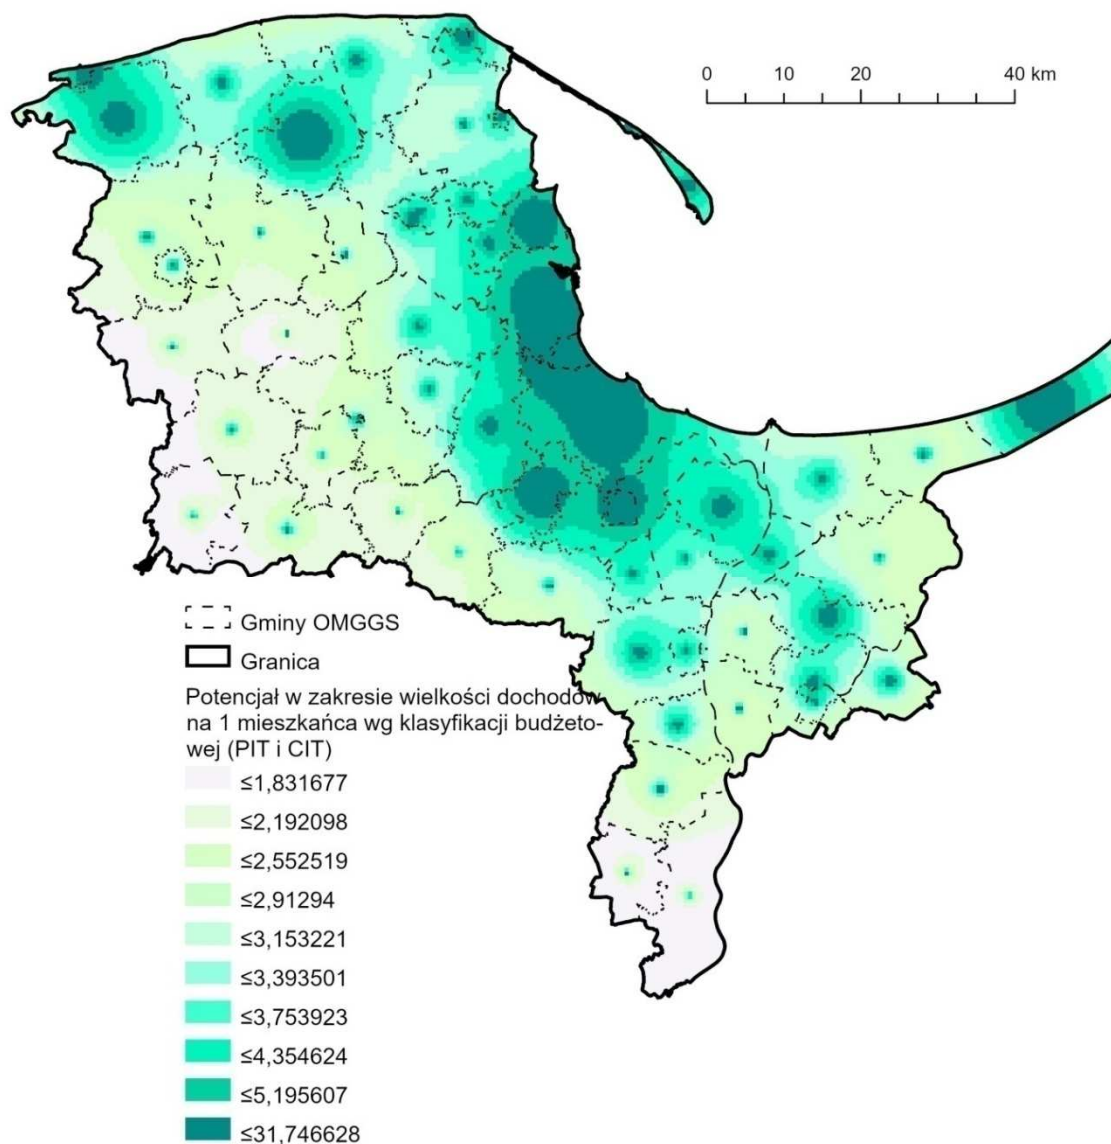 0 10 20 40 km
Gminy OMGGS
Granica
Potencjał w zakresie wielkości dochodów
na 1 mieszkańca wg klasyfikacji budżeto-
wej (PIT i CIT)
≤1,831677
≤2,192098
≤2,552519
≤2,91294
≤3,153221
≤3,393501
≤3,753923
≤4,354624
≤5,195607
≤31,746628